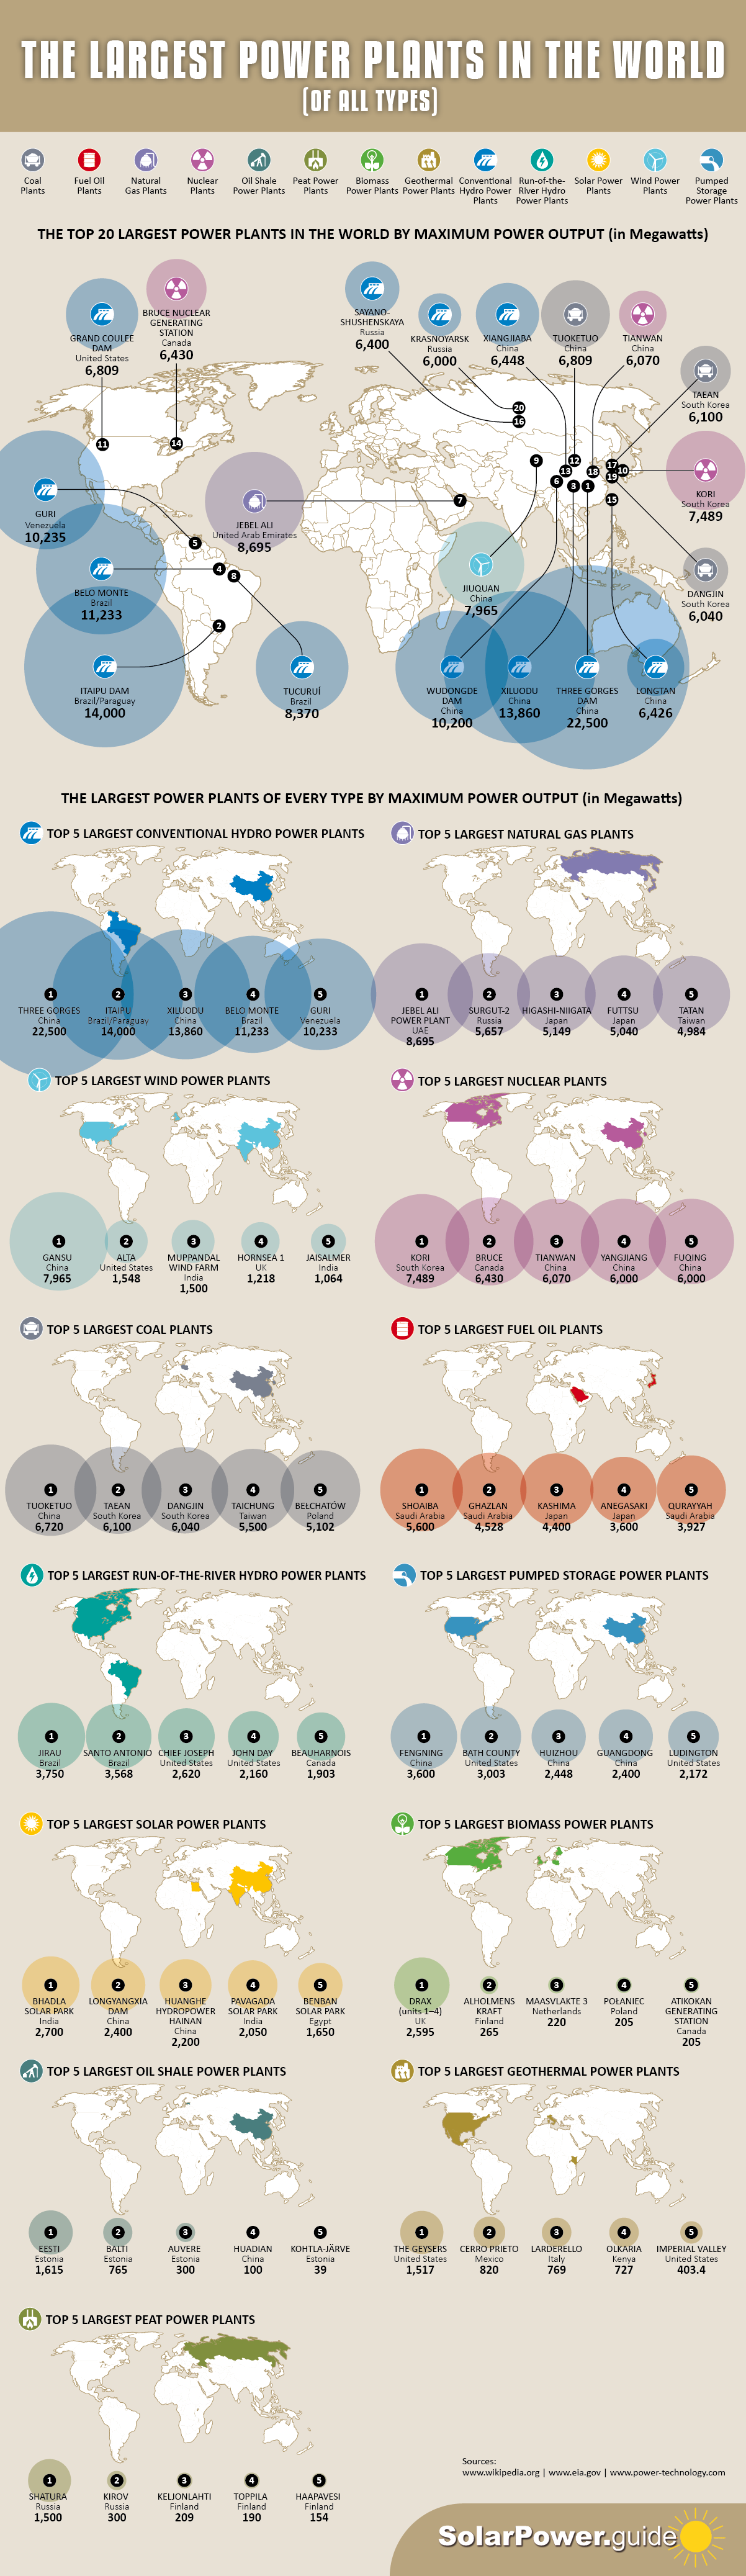 THE LARGEST POWER PLANTS IN THE WORLD
(OF ALL TYPES)
Coal
Plants
Fuel Oil
Plants
Natural
Gas Plants
Nuclear
Plants
Oil Shale
Power Plants
Peat Power
Plants
Biomass
Power Plants
Geothermal
Power Plants
Conventional
Hydro Power
Plants
Run-of-the-
River Hydro
Power Plants
Solar Power
Plants
Wind Power
Plants
Pumped
Storage
Power Plants
THE TOP 20 LARGEST POWER PLANTS IN THE WORLD BY MAXIMUM POWER OUTPUT (in Megawatts)
GRAND COULEE
DAM
United States
6,809
BRUCE NUCLEAR
GENERATING
STATION
Canada
6,430
SAYANO-
SHUSHENSKAYA
Russia
6,400
KRASNOYARSK
Russia
6,000
XIANGJIABA
China
6,448
TUOKETUO
China
6,809
TIANWAN
China
6,070
TAEAN
South Korea
6,100
KORI
South Korea
7,489
DANGJIN
South Korea
6,040
GURI
Venezuela
10,235
JEBEL ALI
United Arab Emirates
8,695
JIUQUAN
China
7,965
BELO MONTE
Brazil
11,233
ITAIPU DAM
Brazil/Paraguay
14,000
TUCURUÍ
Brazil
8,370
WUDONGDE
DAM
China
10,200
XILUODU
China
13,860
THREE GORGES
DAM
China
22,500
LONGTAN
China
6,426
11
14
20
16
9
12
13
6
3
1
18
17
10
19
15
7
5
4
8
2
THE LARGEST POWER PLANTS OF EVERY TYPE BY MAXIMUM POWER OUTPUT (in Megawatts)
TOP 5 LARGEST CONVENTIONAL HYDRO POWER PLANTS
1
THREE GORGES
China
22,500
2
ITAIPU
Brazil/Paraguay
14,000
3
XILUODU
China
13,860
4
BELO MONTE
Brazil
11,233
5
GURI
Venezuela
10,233
TOP 5 LARGEST NATURAL GAS PLANTS
1
JEBEL ALI
POWER PLANT
UAE
8,695
2
SURGUT-2
Russia
5,657
3
HIGASHI-NIIGATA
Japan
5,149
4
FUTTSU
Japan
5,040
5
TATAN
Taiwan
4,984
TOP 5 LARGEST WIND POWER PLANTS
1
GANSU
China
7,965
2
ALTA
United States
1,548
3
MUPPANDAL
WIND FARM
India
1,500
4
HORNSEA 1
UK
1,218
5
JAISALMER
India
1,064
TOP 5 LARGEST NUCLEAR PLANTS
1
KORI
South Korea
7,489
2
BRUCE
Canada
6,430
3
TIANWAN
China
6,070
4
YANGJIANG
China
6,000
5
FUQING
China
6,000
TOP 5 LARGEST COAL PLANTS
1
TUOKETUO
China
6,720
2
TAEAN
South Korea
6,100
3
DANGJIN
South Korea
6,040
4
TAICHUNG
Taiwan
5,500
5
BEŁCHATÓW
Poland
5,102
TOP 5 LARGEST FUEL OIL PLANTS
1
SHOAIBA
Saudi Arabia
5,600
2
GHAZLAN
Saudi Arabia
4,528
3
KASHIMA
Japan
4,400
4
ANEGASAKI
Japan
3,600
5
QURAYYAH
Saudi Arabia
3,927
TOP 5 LARGEST RUN-OF-THE-RIVER HYDRO POWER PLANTS
1
JIRAU
Brazil
3,750
2
SANTO ANTONIO
Brazil
3,568
3
CHIEF JOSEPH
United States
2,620
4
JOHN DAY
United States
2,160
5
BEAUHARNOIS
Canada
1,903
TOP 5 LARGEST PUMPED STORAGE POWER PLANTS
1
FENGNING
China
3,600
2
BATH COUNTY
United States
3,003
3
HUIZHOU
China
2,448
4
GUANGDONG
China
2,400
5
LUDINGTON
United States
2,172
TOP 5 LARGEST SOLAR POWER PLANTS
1
BHADLA
SOLAR PARK
India
2,700
2
LONGYANGXIA
DAM
China
2,400
3
HUANGHE
HYDROPOWER
HAINAN
China
2,200
4
PAVAGADA
SOLAR PARK
India
2,050
5
BENBAN
SOLAR PARK
Egypt
1,650
TOP 5 LARGEST BIOMASS POWER PLANTS
1
DRAX
(units 1–4)
UK
2,595
2
ALHOLMENS
KRAFT
Finland
265
3
MAASVLAKTE 3
Netherlands
220
4
POŁANIEC
Poland
205
5
ATIKOKAN
GENERATING
STATION
Canada
205
TOP 5 LARGEST OIL SHALE POWER PLANTS
1
EESTI
Estonia
1,615
2
BALTI
Estonia
765
3
AUVERE
Estonia
300
4
HUADIAN
China
100
5
KOHTLA-JÄRVE
Estonia
39
TOP 5 LARGEST GEOTHERMAL POWER PLANTS
1
THE GEYSERS
United States
1,517
2
CERRO PRIETO
Mexico
820
3
LARDERELLO
Italy
769
4
OLKARIA
Kenya
727
5
IMPERIAL VALLEY
United States
403.4
TOP 5 LARGEST PEAT POWER PLANTS
1
SHATURA
Russia
1,500
2
KIROV
Russia
300
3
KELJONLAHTI
Finland
209
4
TOPPILA
Finland
190
5
HAAPAVESI
Finland
154
Sources:
www.wikipedia.org | www.eia.gov | www.power-technology.com
SolarPower.guide